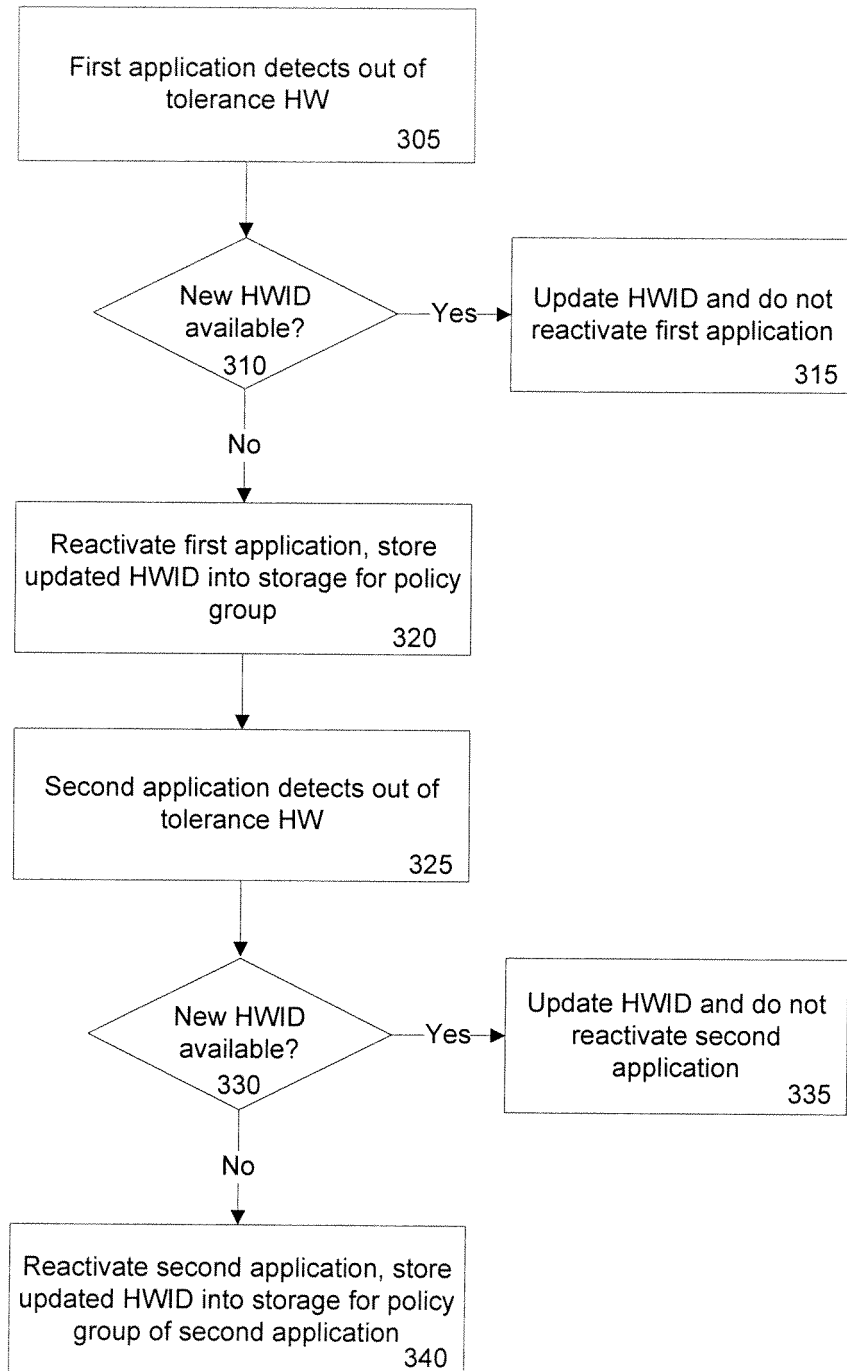 First application detects out of
tolerance HW
305
New HWID
available?
310
Yes
Update HWID and do not
reactivate first application
315
No
Reactivate first application, store
updated HWID into storage for policy
group
320
Second application detects out of
tolerance HW
325
New HWID
available?
330
Yes
Update HWID and do not
reactivate second
application
335
No
Reactivate second application, store
updated HWID into storage for policy
group of second application
340